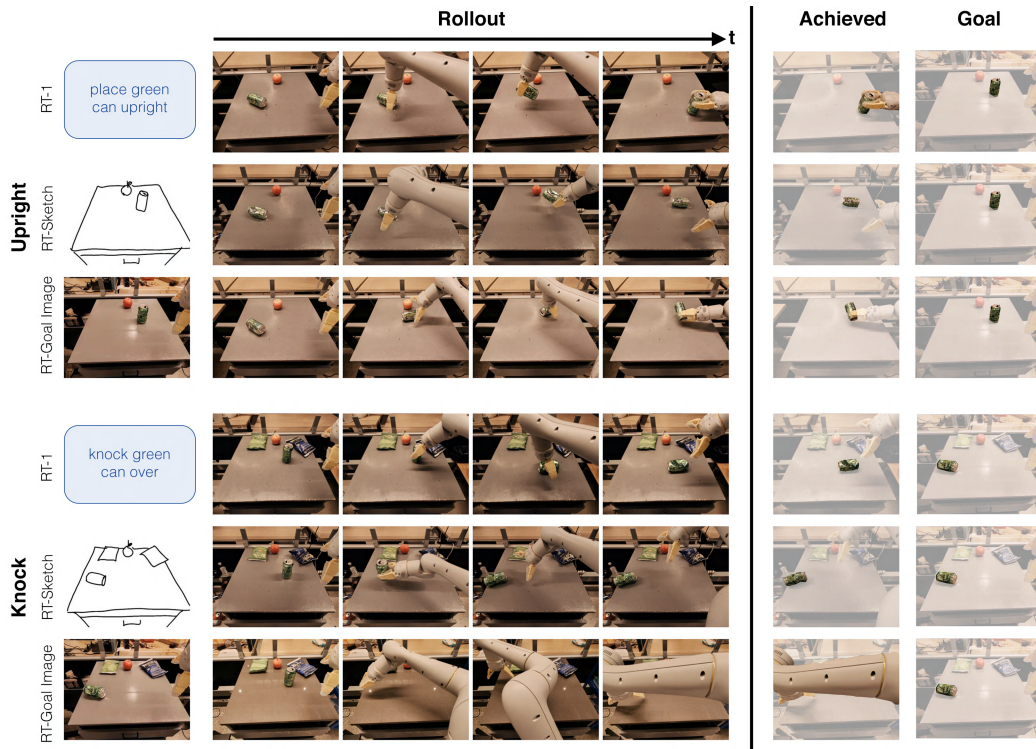 Rollout
Achieved
Goal
t
Upright
RT-1
place green
can upright
RT-Sketch
RT-Goal Image
Knock
RT-1
knock green
can over
RT-Sketch
RT-Goal Image